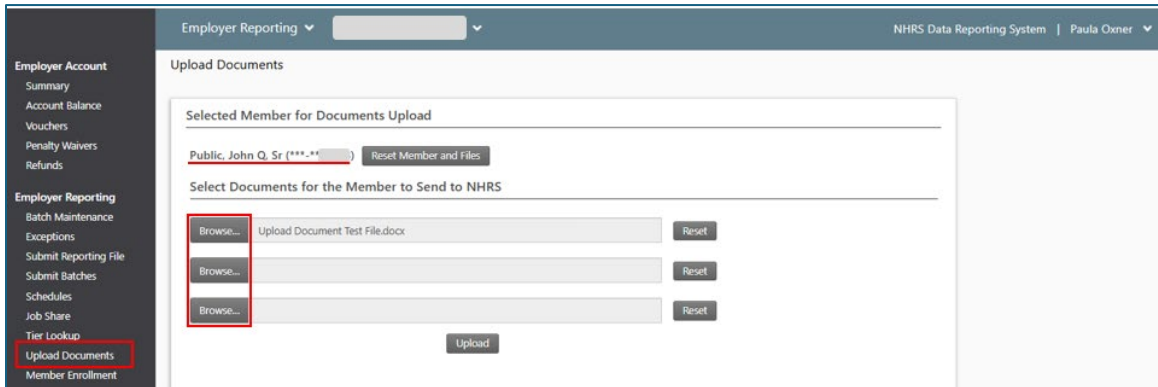 Employer Reporting
NHRS Data Reporting System | Paula Oxner
Employer Account
Summary
Account Balance
Vouchers
Penalty Waivers
Refunds
Employer Reporting
Batch Maintenance
Exceptions
Submit Reporting File
Submit Batches
Schedules
Job Share
Tier Lookup
Upload Documents
Member Enrollment
Upload Documents
Selected Member for Documents Upload
Public, John Q, Sr (***-** ) Reset Member and Files
Select Documents for the Member to Send to NHRS
Browse... Upload Document Test File.docx Reset
Browse... Reset
Browse... Reset
Upload